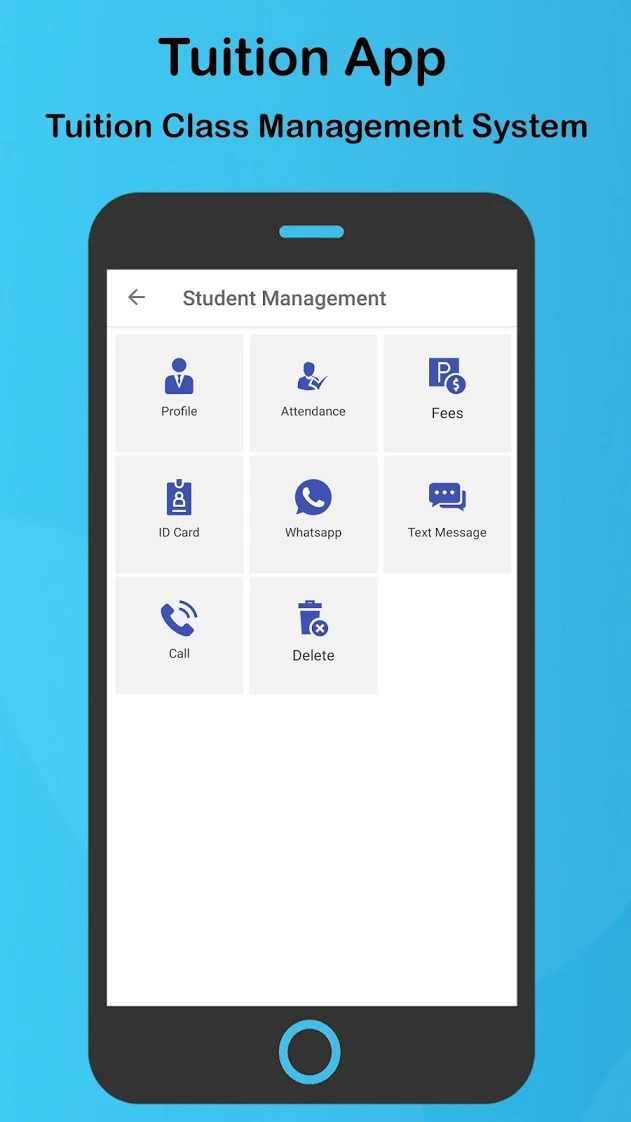 Tuition App
Tuition Class Management System
Student Management
Profile
Attendance
Fees
ID Card
Whatsapp
Text Message
Call
Delete